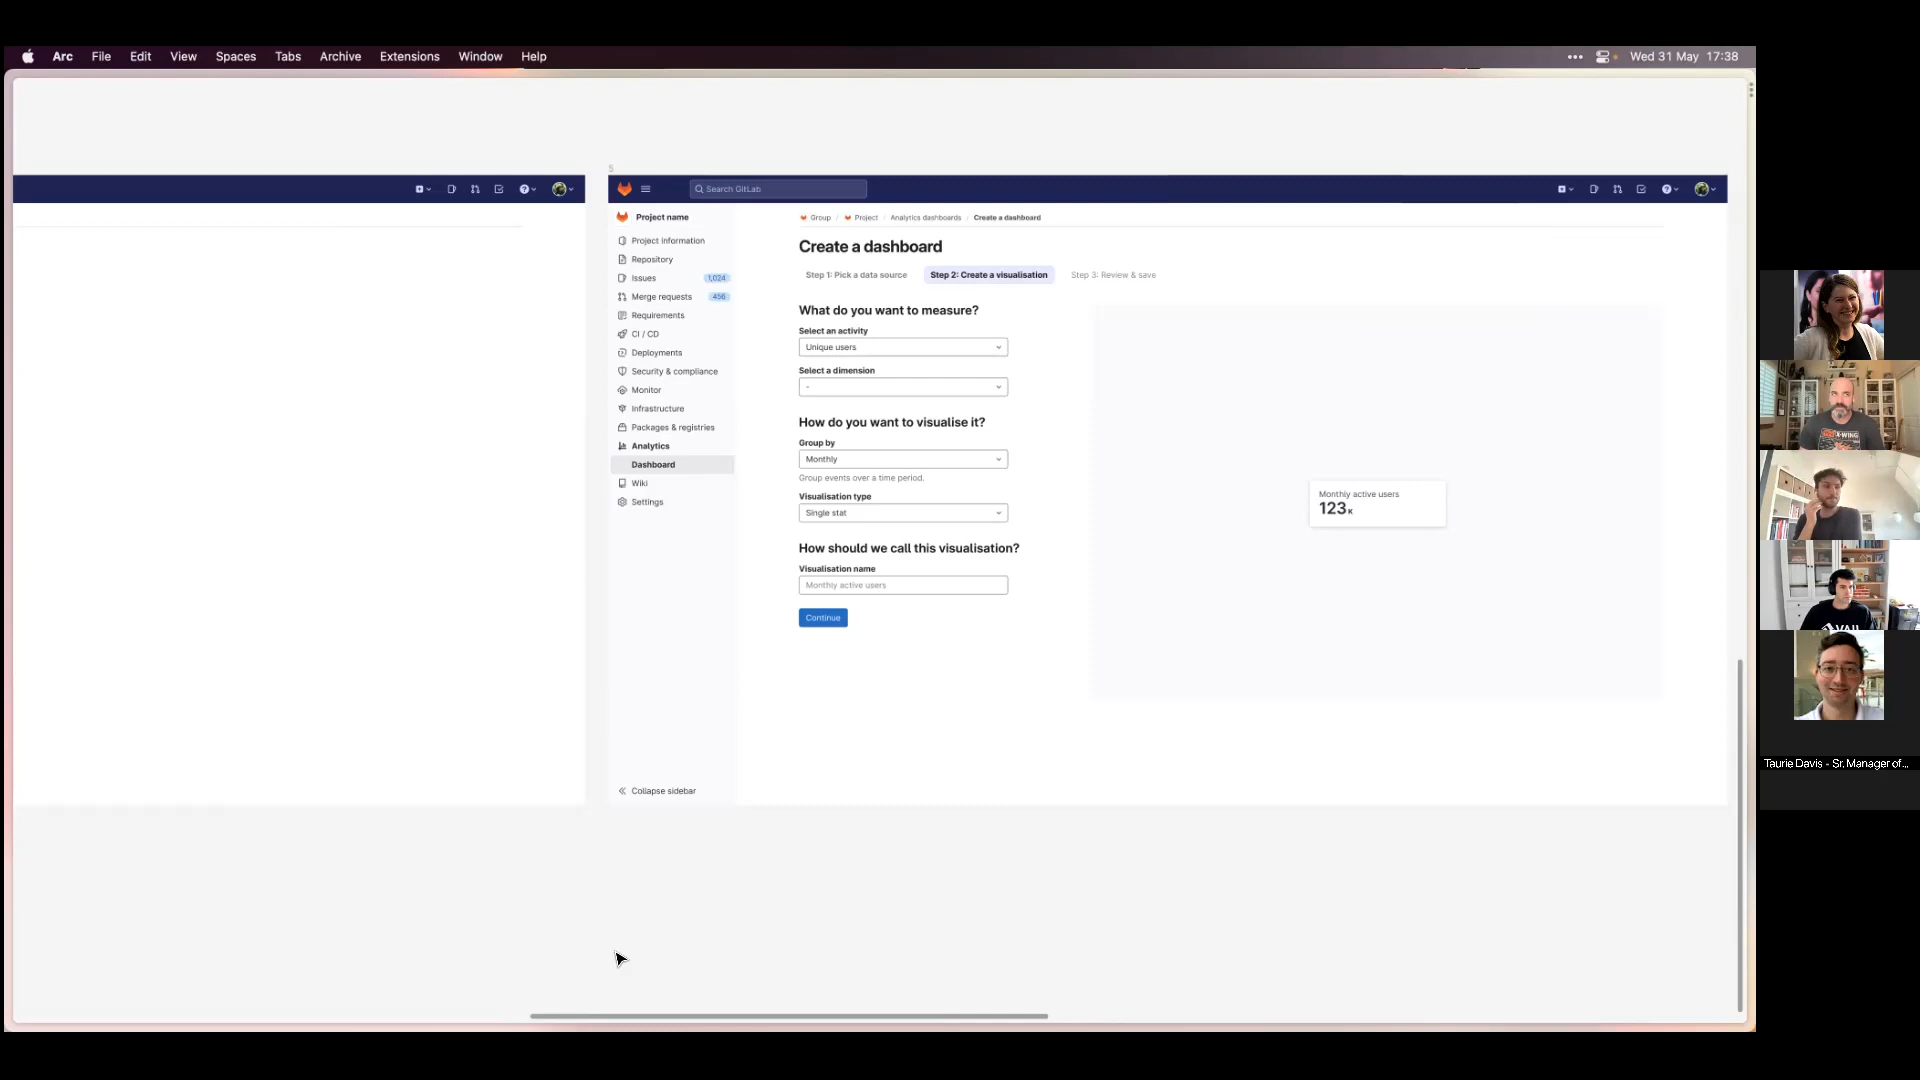 Arc File Edit View Spaces Tabs Archive Extensions Window Help
Wed 31 May 17:38
5
Search GitLab
Project name
Project information
Repository
Issues 1,024
Merge requests 456
Requirements
CI / CD
Deployments
Security & compliance
Monitor
Infrastructure
Packages & registries
Analytics
Dashboard
Wiki
Settings
Collapse sidebar
Group / Project / Analytics dashboards / Create a dashboard
Create a dashboard
Step 1: Pick a data source Step 2: Create a visualisation Step 3: Review & save
What do you want to measure?
Select an activity
Unique users
Select a dimension
-
How do you want to visualise it?
Group by
Monthly
Group events over a time period.
Visualisation type
Single stat
How should we call this visualisation?
Visualisation name
Monthly active users
Continue
Monthly active users
123 K
X-WING
Taurie Davis - Sr. Manager of...